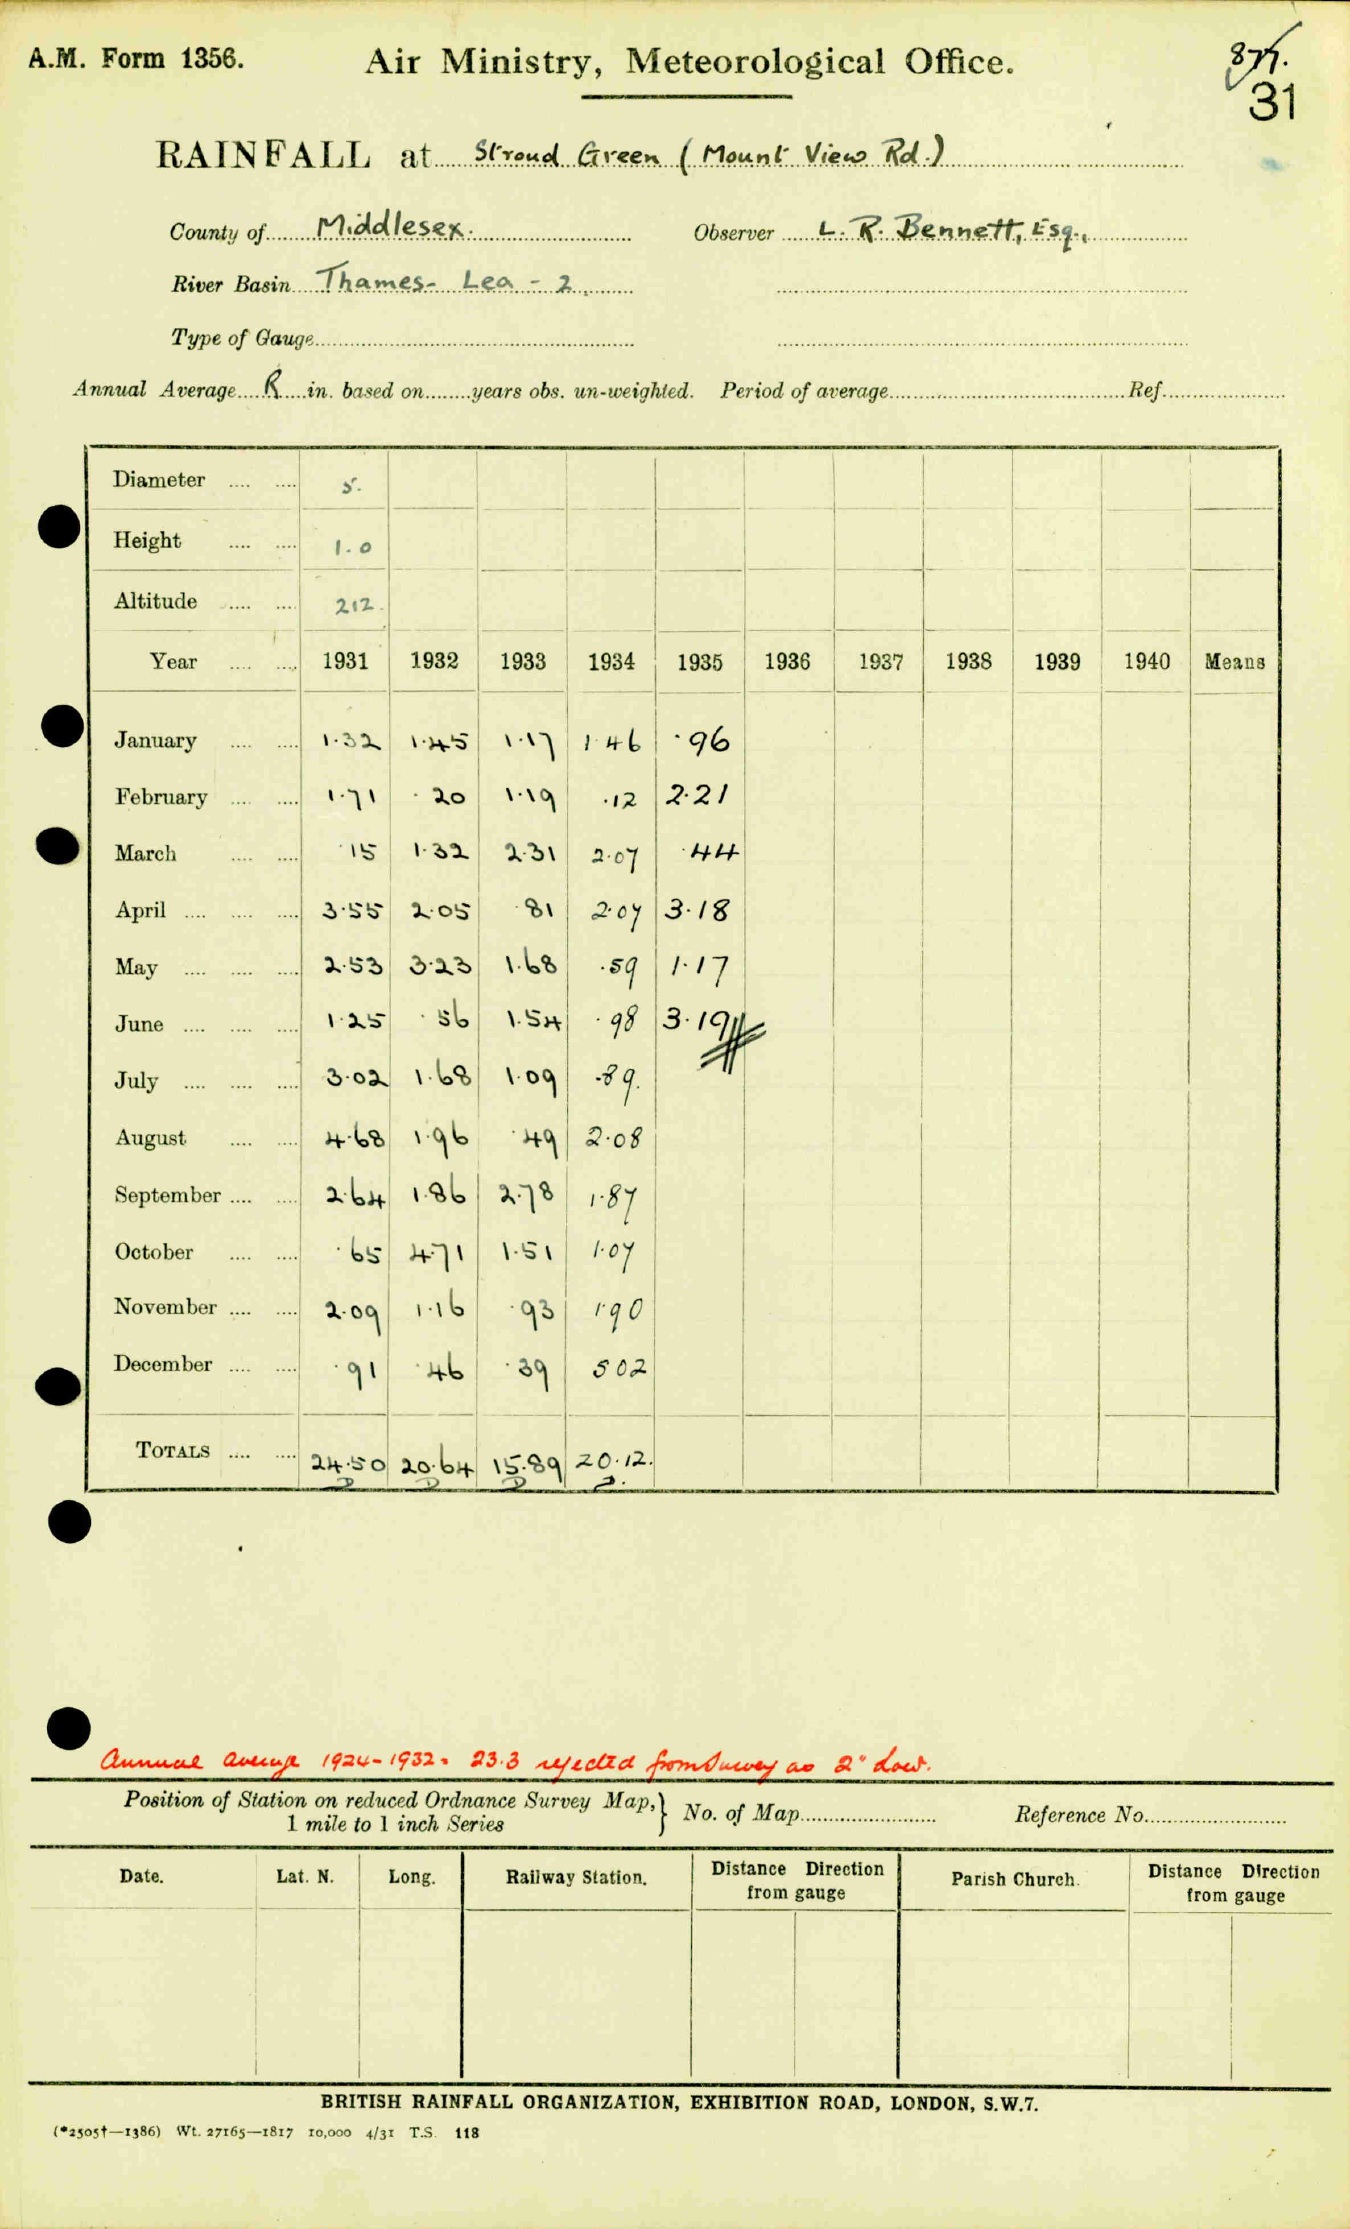 A.M. Form 1356. Air Ministry, Meteorological Office.
31
RAINFALL at Stroud Green (Mount View Rd.)
County of Middlesex. Observer L. R. Bennett, Esq.,
River Basin Thames- Lea - 2.
Type of Gauge
Annual Average R in. based on years obs. un-weighted. Period of average Ref.
Diameter 5.
Height 1.0
Altitude 212.
Year 1931 1932 1933 1934 1935 1936 1937 1938 1939 1940 Means
January 1.32 1.45 1.17 1.46 .96
February 1.71 .20 1.19 .12 2.21
March .15 1.32 2.31 2.07 .44
April 3.55 2.05 .81 2.07 3.18
May 2.53 3.23 1.68 .59 1.17
June 1.25 .56 1.54 .98 3.19
July 3.02 1.68 1.09 .89.
August 4.68 1.96 .49 2.08
September 2.64 1.86 2.78 1.87
October .65 4.71 1.51 1.07
November 2.09 1.16 .93 1.90
December .91 .46 .39 5 02
TOTALS 24.50 20.64 15.89 20.12.
D D D D.
Annual average 1924-1932 = 23.3 rejected from Survey as 2" low.
Position of Station on reduced Ordnance Survey Map,} No. of Map Reference No.
1 mile to 1 inch Series
Date. Lat. N. Long. Railway Station. Distance Direction Parish Church. Distance Direction
from gauge from gauge
BRITISH RAINFALL ORGANIZATION, EXHIBITION ROAD, LONDON, S.W.7.
(*2505†—1386) Wt. 27165—1817 10,000 4/31 T.S. 118